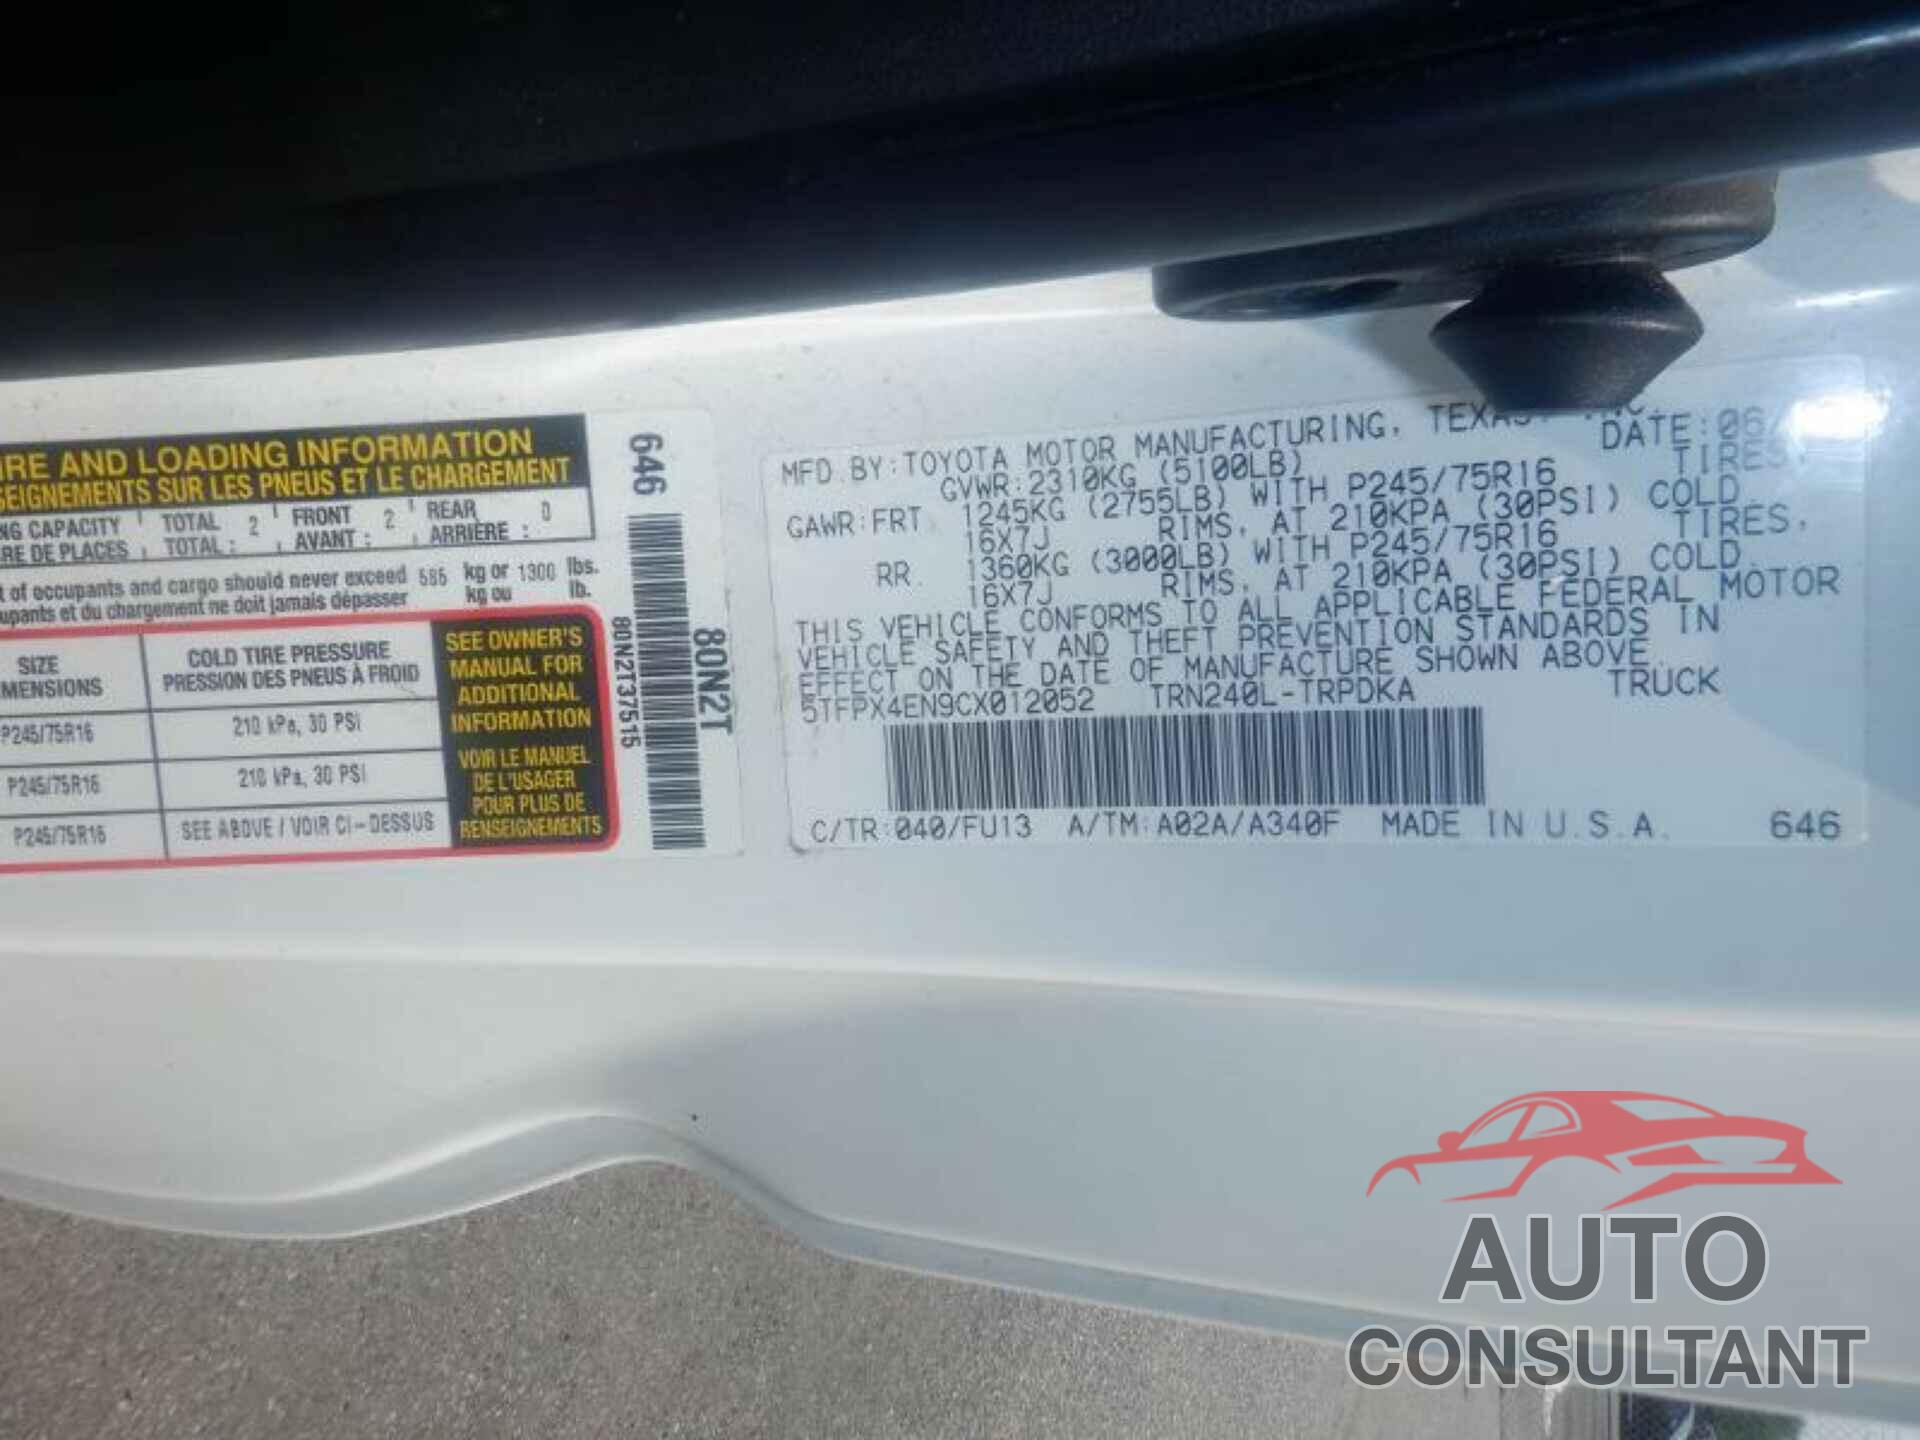 IRE AND LOADING INFORMATION
SEIGNEMENTS SUR LES PNEUS ET LE CHARGEMENT
NG CAPACITY TOTAL 2 FRONT 2 REAR 0
RE DE PLACES TOTAL : AVANT : ARRIÈRE :
t of occupants and cargo should never exceed 585 kg or 1300 lbs.
upants et du chargement ne doit jamais dépasser kg ou lb.
SIZE COLD TIRE PRESSURE
MENSIONS PRESSION DES PNEUS À FROID
P245/75R16 210 kPa, 30 PSI
P245/75R16 210 kPa, 30 PSI
P245/75R16 SEE ABOVE / VOIR CI-DESSUS
SEE OWNER'S
MANUAL FOR
ADDITIONAL
INFORMATION
VOIR LE MANUEL
DE L'USAGER
POUR PLUS DE
RENSEIGNEMENTS
646
80N2T37515
80N2T
MFD.BY:TOYOTA MOTOR MANUFACTURING, TEXAS
GVWR:2310KG (5100LB) DATE:06/
GAWR:FRT. 1245KG (2755LB) WITH P245/75R16 TIRES,
16X7J RIMS, AT 210KPA (30PSI) COLD.
RR. 1360KG (3000LB) WITH P245/75R16 TIRES,
16X7J RIMS, AT 210KPA (30PSI) COLD.
THIS VEHICLE CONFORMS TO ALL APPLICABLE FEDERAL MOTOR
VEHICLE SAFETY AND THEFT PREVENTION STANDARDS IN
EFFECT ON THE DATE OF MANUFACTURE SHOWN ABOVE.
5TFPX4EN9CX012052 TRN240L-TRPDKA TRUCK
C/TR:040/FU13 A/TM:A02A/A340F MADE IN U.S.A. 646
AUTO
CONSULTANT